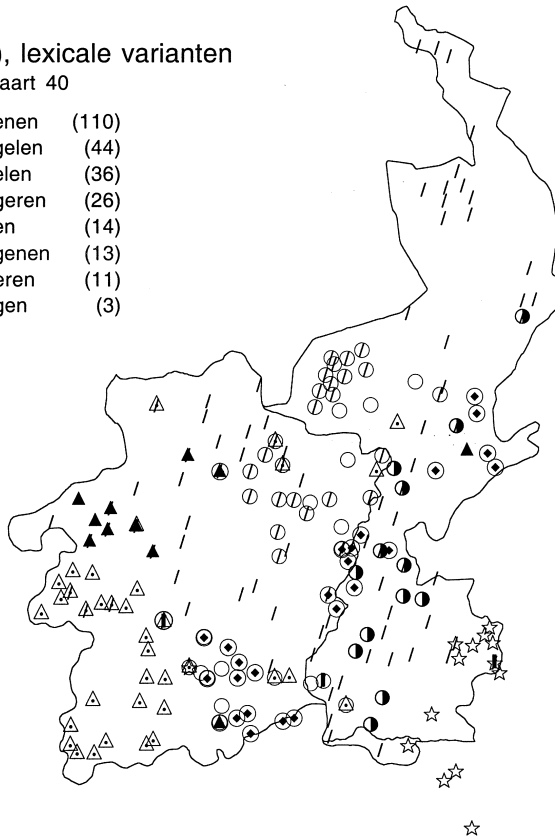 ), lexicale varianten
aart 40
enen (110)
gelen (44)
elen (36)
geren (26)
en (14)
genen (13)
eren (11)
gen (3)